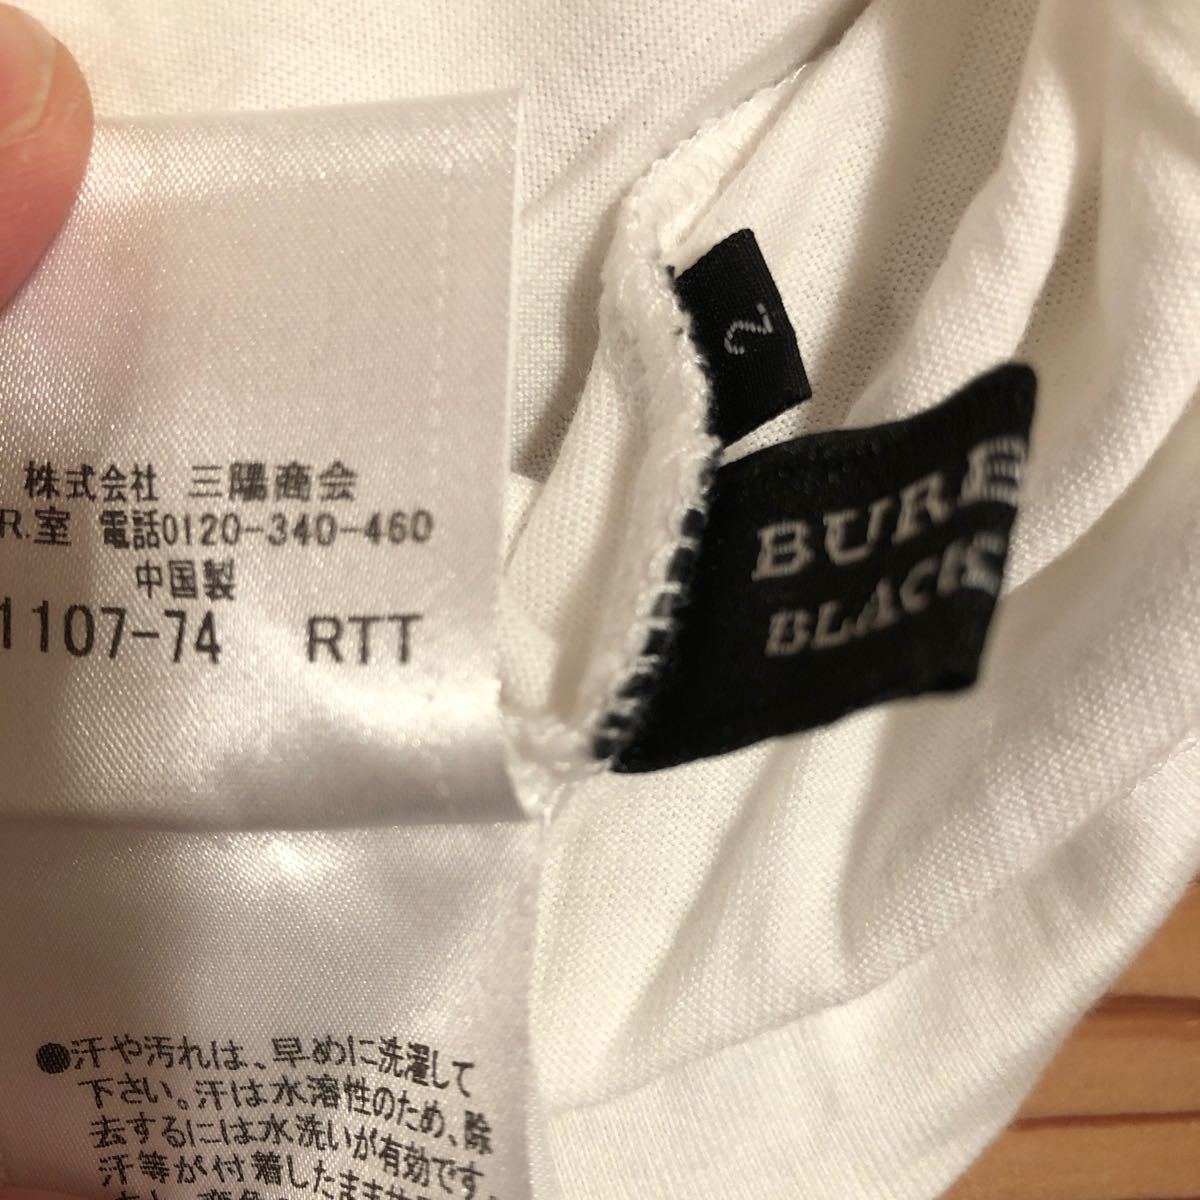 株式会社 三陽商会
R.室 電話0120-340-460
中国製
1107-74 RTT
2
BURB
BLACK
●汗や汚れは、早めに洗濯して
下さい。汗は水溶性のため、除
去するには水洗いが有効です
汗等が付着したまま